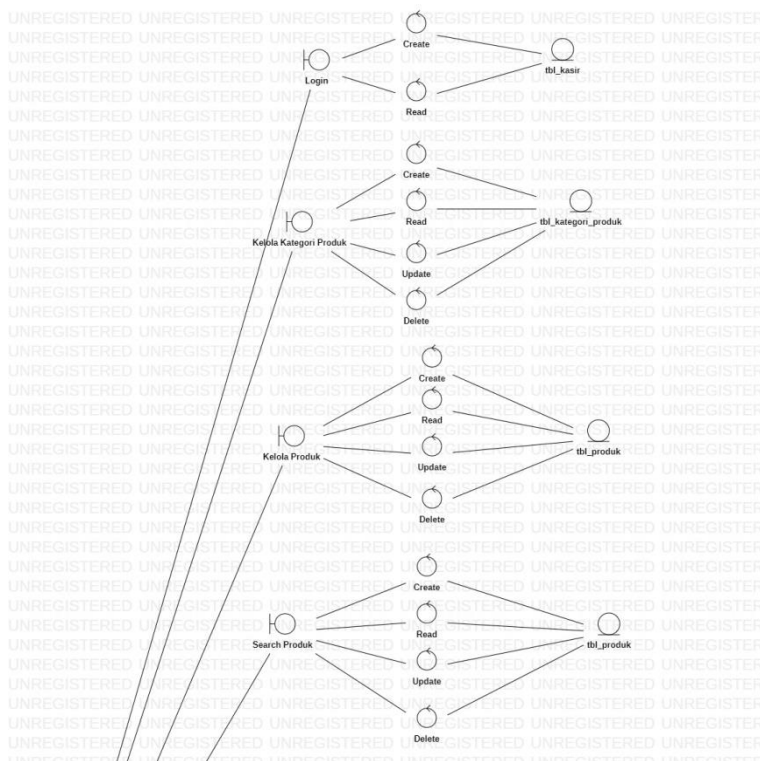 Create
Login
tbl_kasir
Read
Create
Read
tbl_kategori_produk
Kelola Kategori Produk
Update
Delete
Create
Read
Kelola Produk
tbl_produk
Update
Delete
Create
Read
Search Produk
tbl_produk
Update
Delete
UNREGISTERED